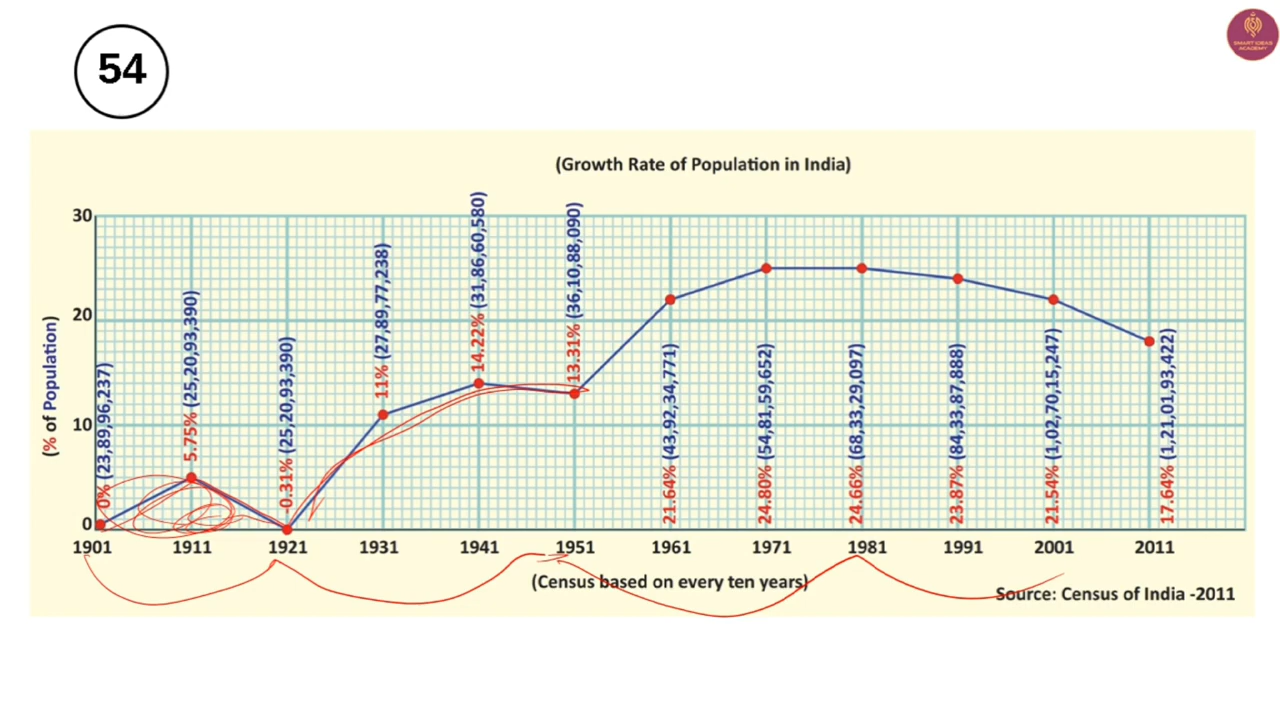 54
SMART IDEAS
ACADEMY
(Growth Rate of Population in India)
(% of Population)
30
20
10
0
0% (23,89,96,237)
5.75% (25,20,93,390)
-0.31% (25,20,93,390)
11% (27,89,77,238)
14.22% (31,86,60,580)
13.31% (36,10,88,090)
21.64% (43,92,34,771)
24.80% (54,81,59,652)
24.66% (68,33,29,097)
23.87% (84,33,87,888)
21.54% (1,02,70,15,247)
17.64% (1,21,01,93,422)
1901 1911 1921 1931 1941 1951 1961 1971 1981 1991 2001 2011
(Census based on every ten years)
Source: Census of India -2011